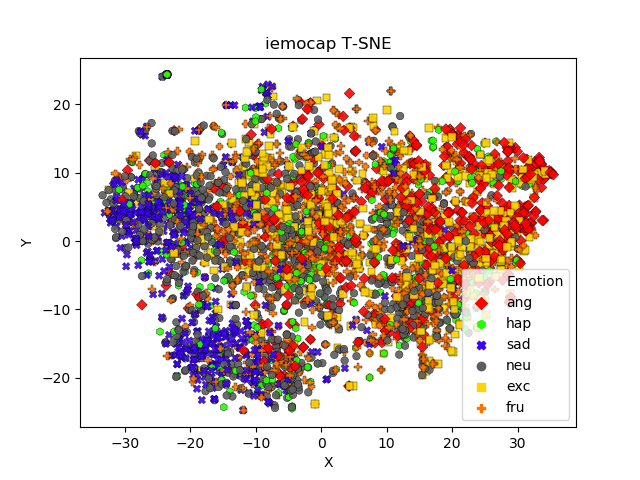 iemocap T-SNE
20
10
0
−10
−20
Y
−30
−20
−10
0
10
20
30
X
Emotion
ang
hap
sad
neu
exc
fru